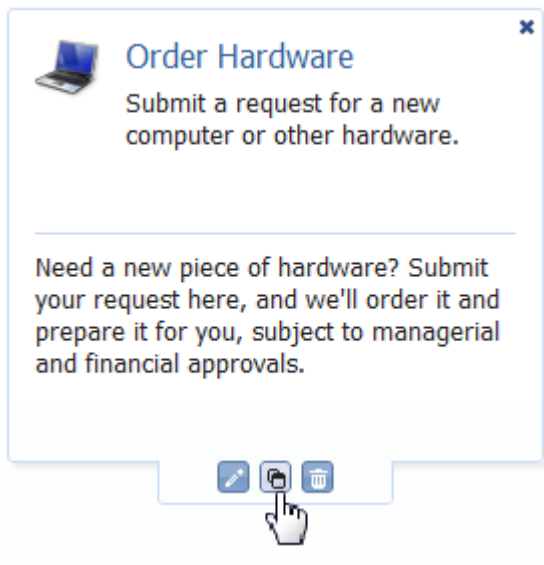 Order Hardware
Submit a request for a new
computer or other hardware.
Need a new piece of hardware? Submit
your request here, and we'll order it and
prepare it for you, subject to managerial
and financial approvals.